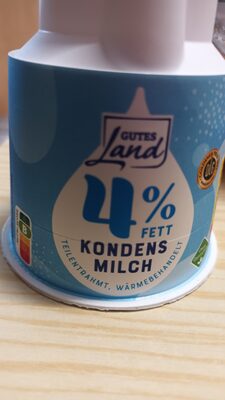 GUTES
Land
4%
FETT
KONDENS
MILCH
TEILENTRAHMT, WÄRMEBEHANDELT
B